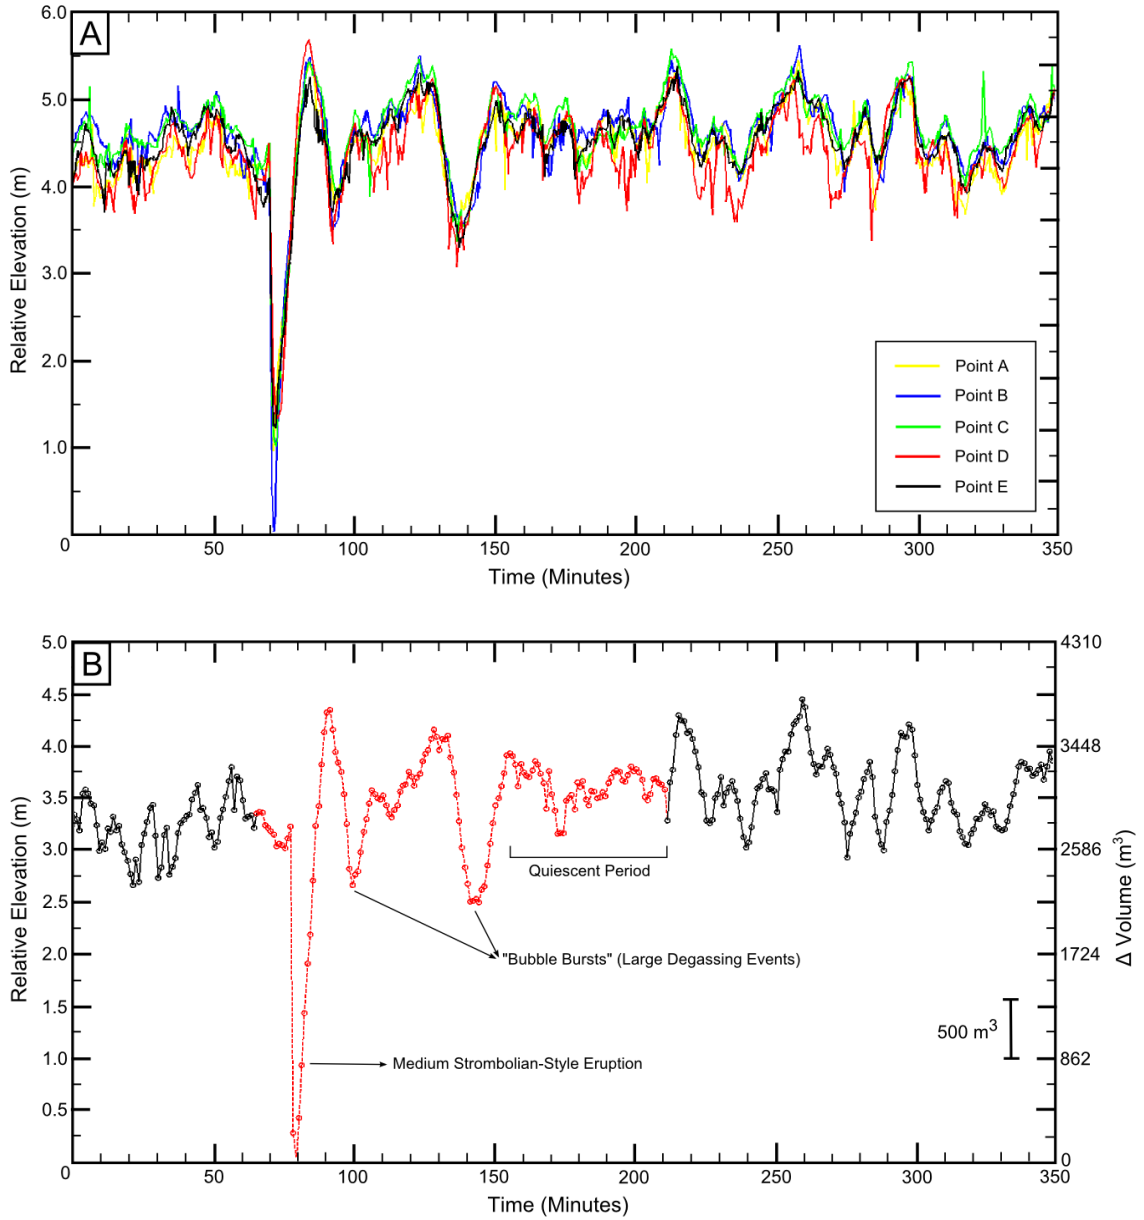 A
6.0
5.0
4.0
3.0
2.0
1.0
0
Relative Elevation (m)
Point A
Point B
Point C
Point D
Point E
50
100
150
200
250
300
350
Time (Minutes)
B
5.0
4.5
4.0
3.5
3.0
2.5
2.0
1.5
1.0
0.5
0
Relative Elevation (m)
4310
3448
2586
1724
862
0
Δ Volume (m³)
Quiescent Period
"Bubble Bursts" (Large Degassing Events)
500 m³
Medium Strombolian-Style Eruption
50
100
150
200
250
300
350
Time (Minutes)